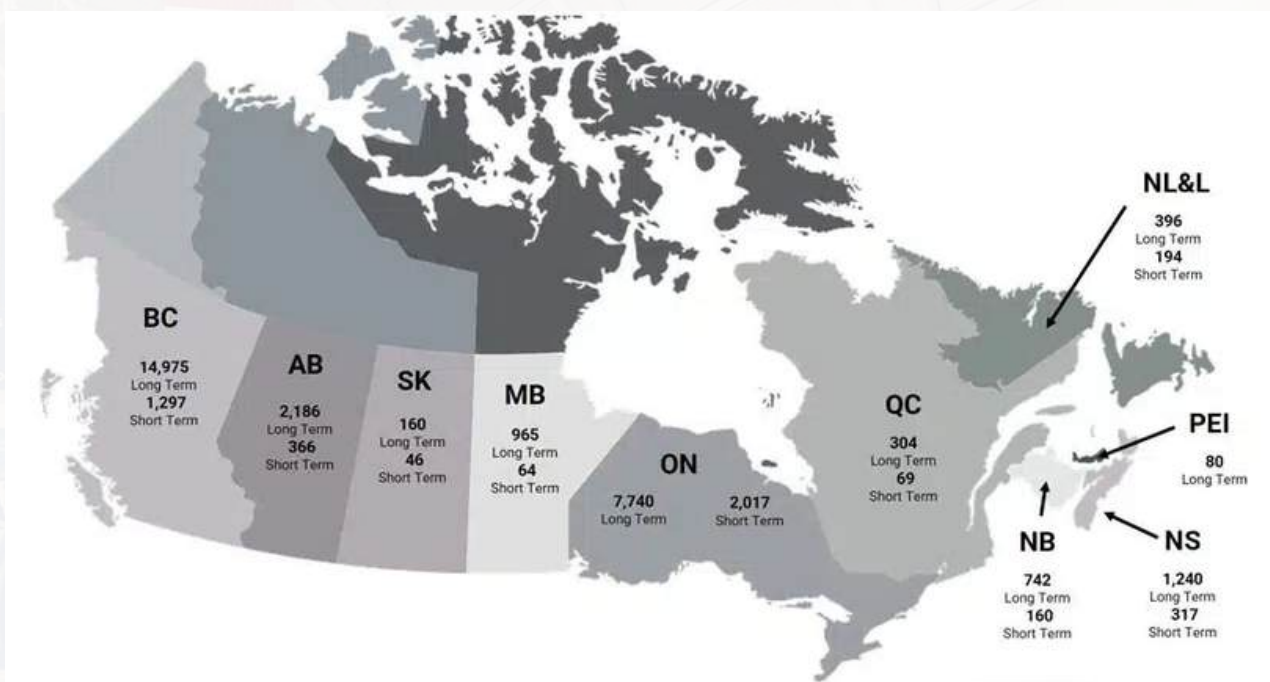 NL&L
396
Long Term
194
Short Term
BC
14,975
Long Term
1,297
Short Term
AB
2,186
Long Term
366
Short Term
SK
160
Long Term
46
Short Term
MB
965
Long Term
64
Short Term
ON
7,740
Long Term
2,017
Short Term
QC
304
Long Term
69
Short Term
PEI
80
Long Term
NB
742
Long Term
160
Short Term
NS
1,240
Long Term
317
Short Term